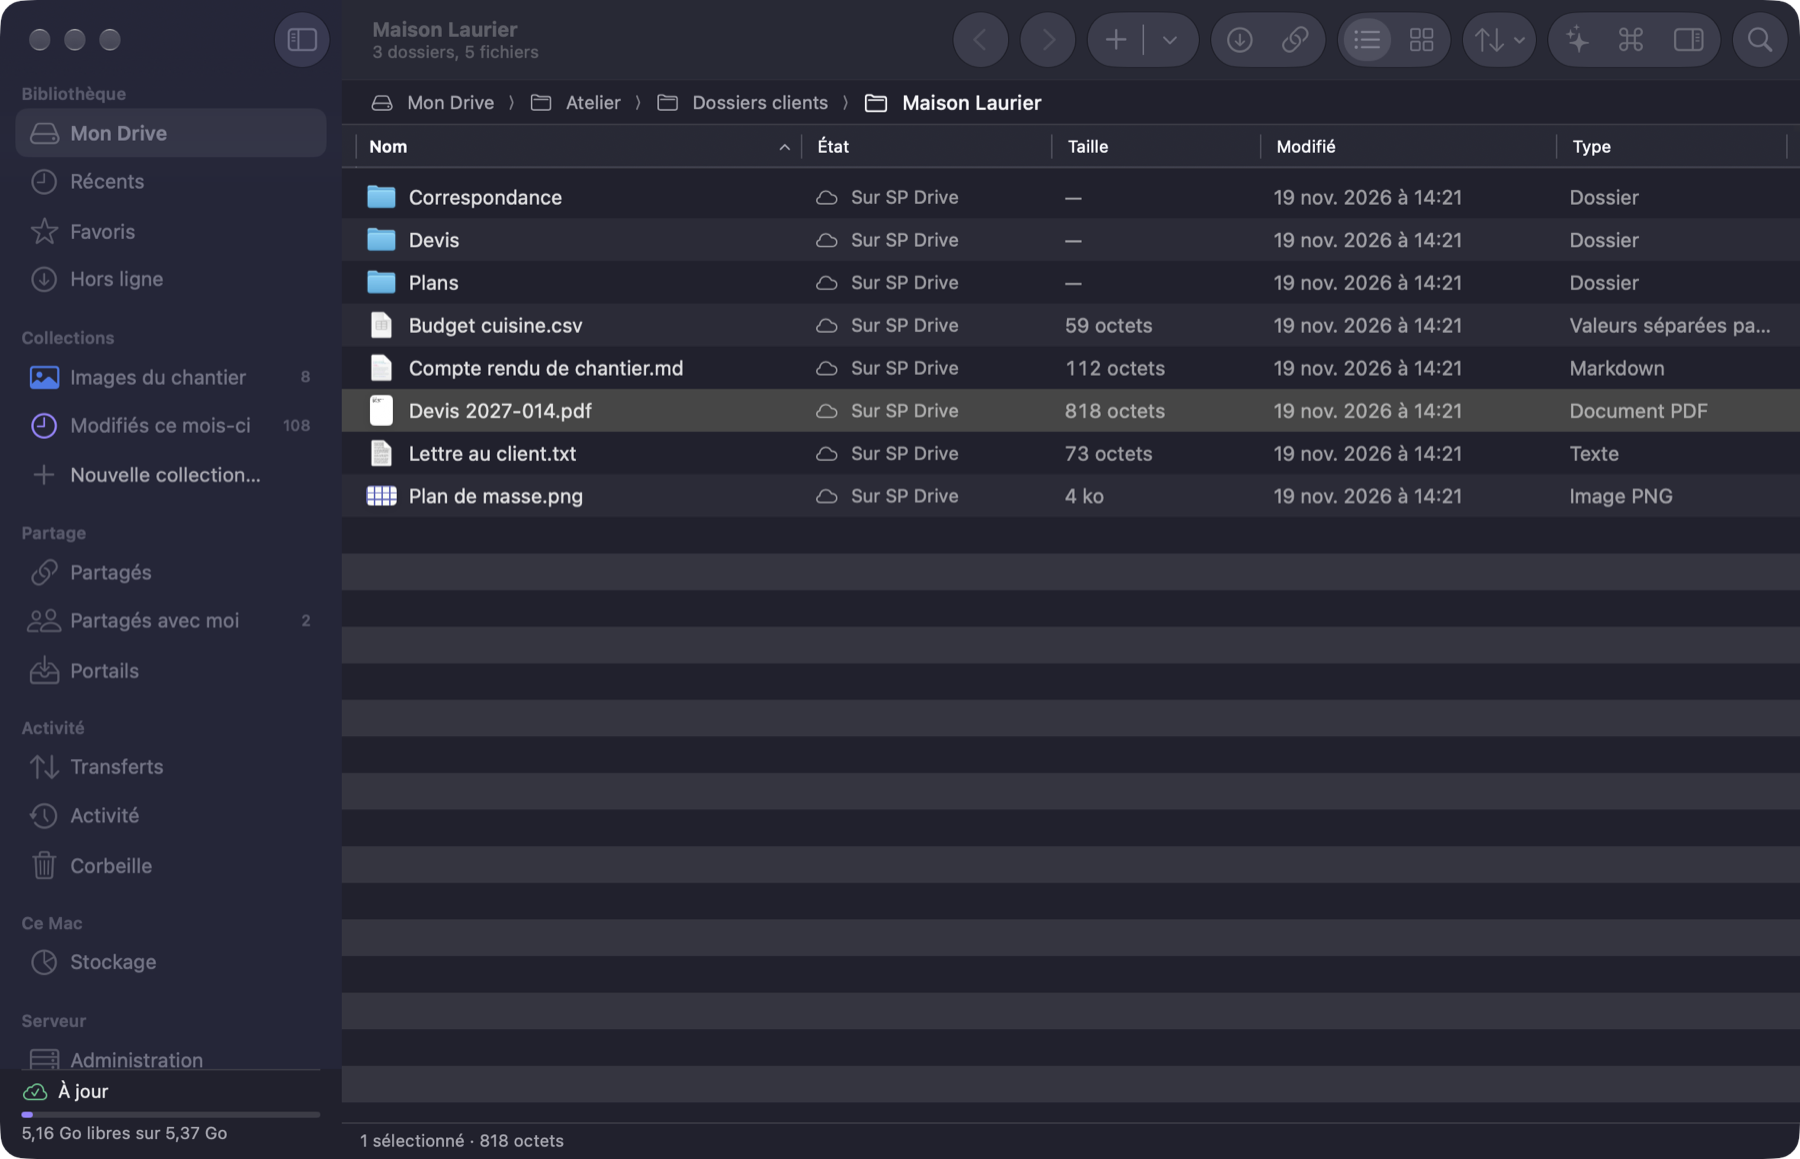 Maison Laurier
3 dossiers, 5 fichiers
Bibliothèque
Mon Drive
Récents
Favoris
Hors ligne
Collections
Images du chantier 8
Modifiés ce mois-ci 108
Nouvelle collection...
Partage
Partagés
Partagés avec moi 2
Portails
Activité
Transferts
Activité
Corbeille
Ce Mac
Stockage
Serveur
Administration
À jour
5,16 Go libres sur 5,37 Go
Mon Drive Atelier Dossiers clients Maison Laurier
Nom État Taille Modifié Type
Correspondance Sur SP Drive — 19 nov. 2026 à 14:21 Dossier
Devis Sur SP Drive — 19 nov. 2026 à 14:21 Dossier
Plans Sur SP Drive — 19 nov. 2026 à 14:21 Dossier
Budget cuisine.csv Sur SP Drive 59 octets 19 nov. 2026 à 14:21 Valeurs séparées pa...
Compte rendu de chantier.md Sur SP Drive 112 octets 19 nov. 2026 à 14:21 Markdown
Devis 2027-014.pdf Sur SP Drive 818 octets 19 nov. 2026 à 14:21 Document PDF
Lettre au client.txt Sur SP Drive 73 octets 19 nov. 2026 à 14:21 Texte
Plan de masse.png Sur SP Drive 4 ko 19 nov. 2026 à 14:21 Image PNG
1 sélectionné · 818 octets